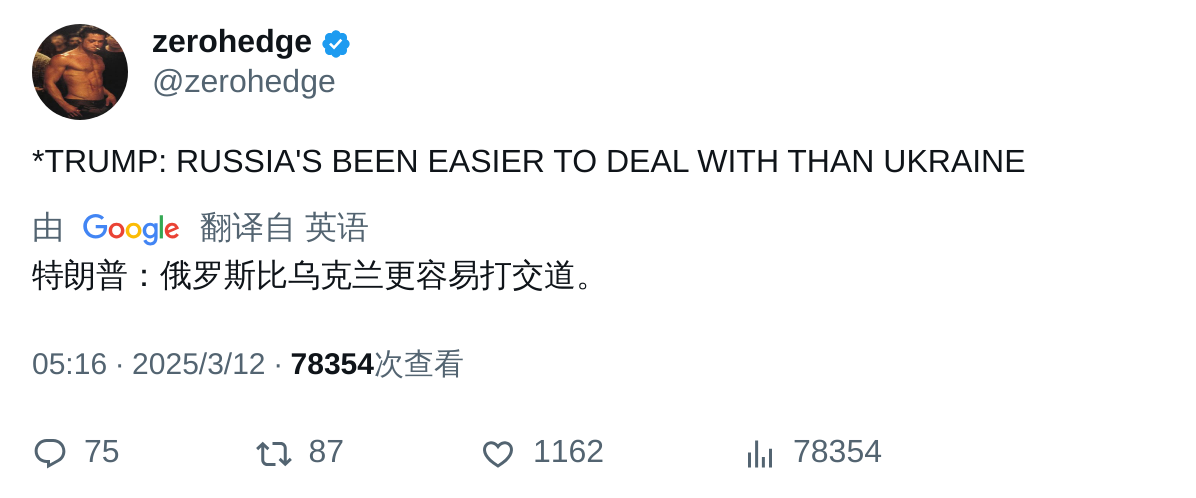 zerohedge
@zerohedge
*TRUMP: RUSSIA'S BEEN EASIER TO DEAL WITH THAN UKRAINE
由 Google 翻译自 英语
特朗普：俄罗斯比乌克兰更容易打交道。
05:16 · 2025/3/12 · 78354次查看
75 87 1162 78354